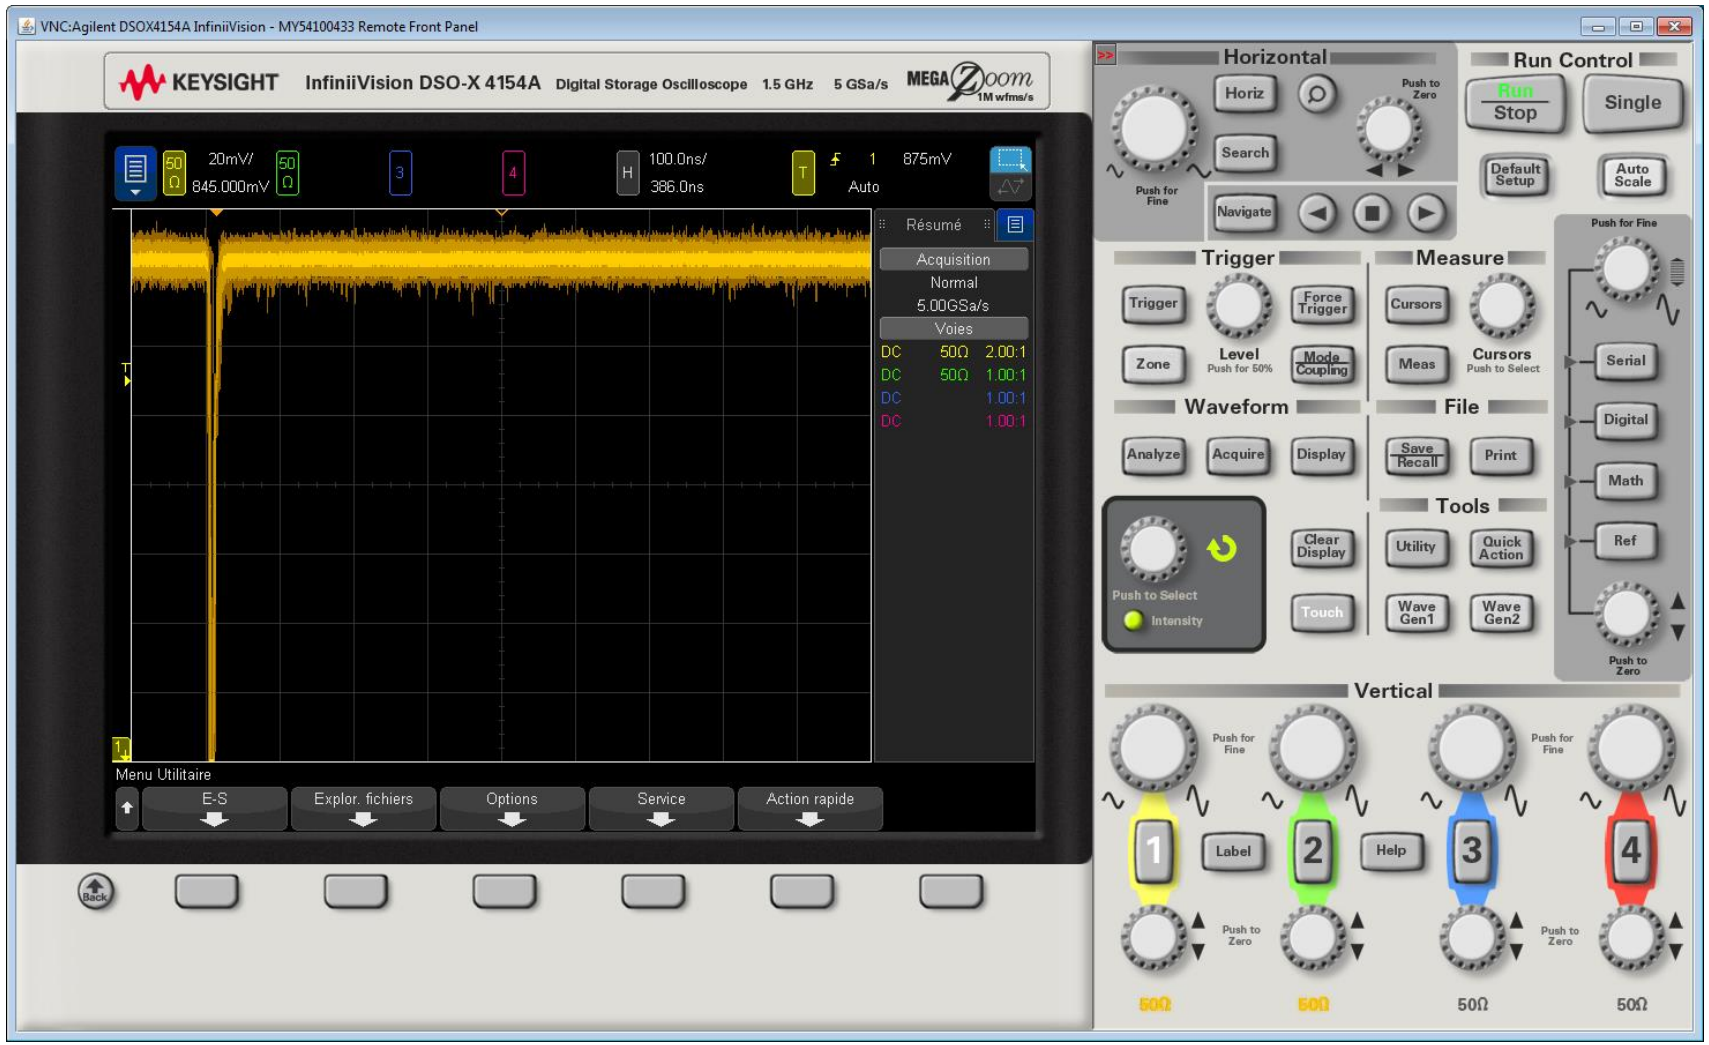 VNC:Agilent DSOX4154A InfiniiVision - MY54100433 Remote Front Panel
KEYSIGHT InfiniiVision DSO-X 4154A Digital Storage Oscilloscope 1.5 GHz 5 GSa/s MEGA Zoom
1M wfms/s
50 Ω 20mV/ 845.000mV 50 Ω 3 4 H 100.0ns/ 386.0ns T 1 875mV Auto
Résumé
Acquisition
Normal
5.00GSa/s
Voies
DC 50Ω 2.00:1
DC 50Ω 1.00:1
DC 1.00:1
DC 1.00:1
T
1
Menu Utilitaire
E-S Explor. fichiers Options Service Action rapide
Back
>>
Horizontal
Horiz
Push to Zero
Search
Push for Fine
Navigate
Run Control
Run Stop
Single
Default Setup
Auto Scale
Trigger
Trigger
Force Trigger
Zone
Level
Push for 50%
Mode Coupling
Measure
Cursors
Meas
Cursors
Push to Select
Push for Fine
Serial
Digital
Math
Ref
Push to Zero
Waveform
Analyze Acquire Display
File
Save Recall
Print
Tools
Utility
Quick Action
Wave Gen1
Wave Gen2
Push to Select
Intensity
Clear Display
Touch
Vertical
Push for Fine
Push for Fine
1 Label 2 Help 3 4
Push to Zero
Push to Zero
50Ω 50Ω 50Ω 50Ω